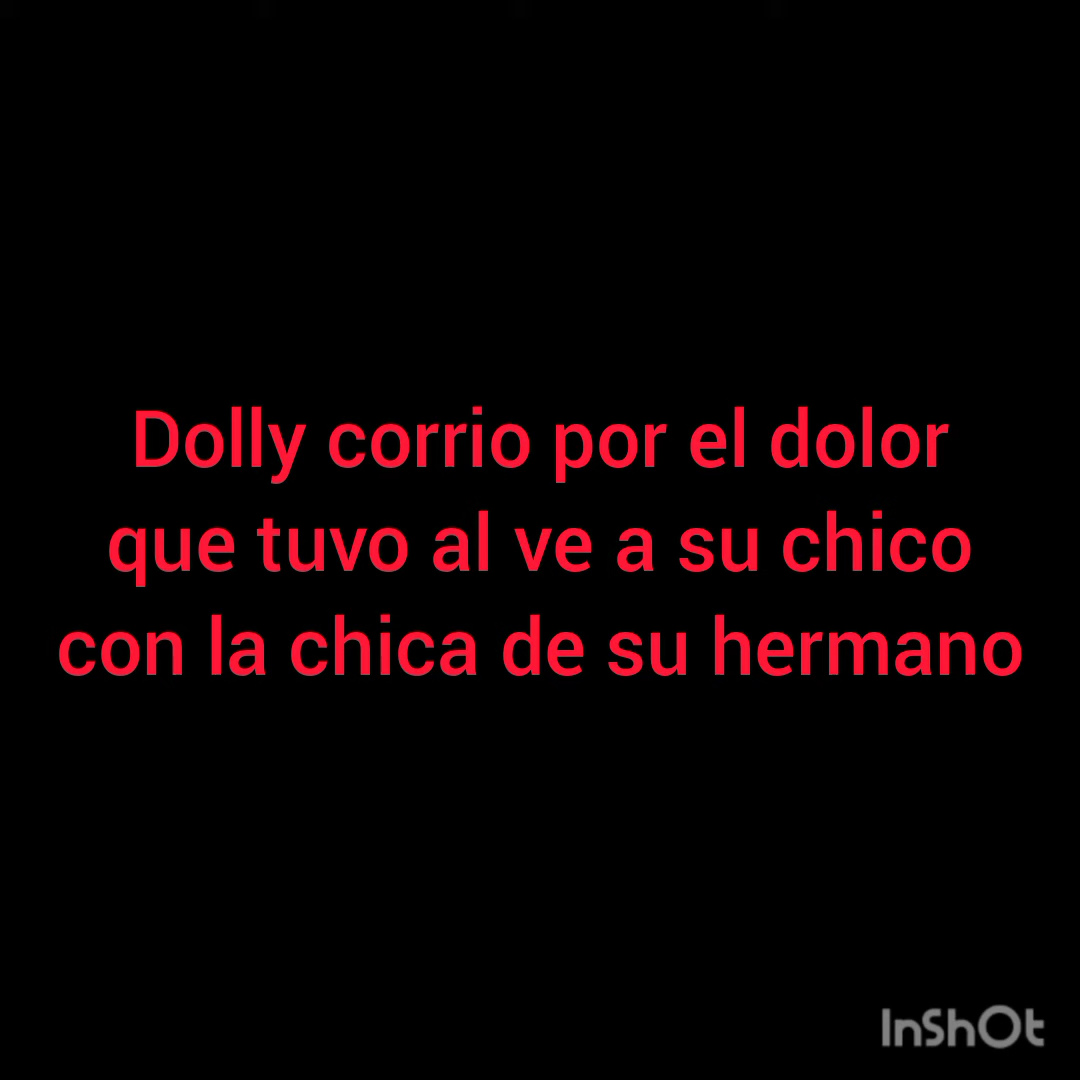 Dolly corrio por el dolor
que tuvo al ve a su chico
con la chica de su hermano
InShOt